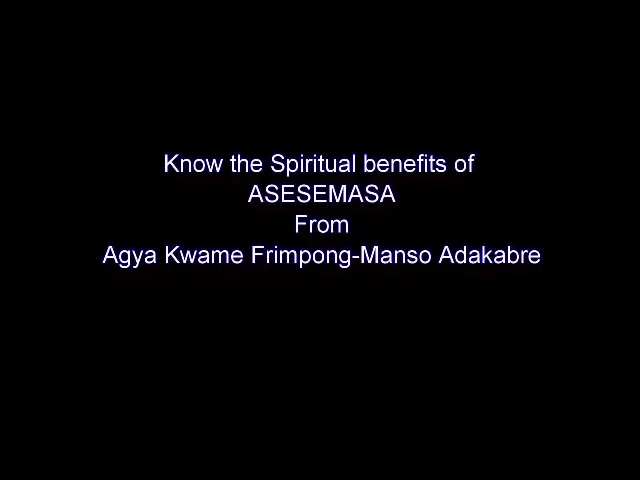 Know the Spiritual benefits of
ASESEMASA
From
Agya Kwame Frimpong-Manso Adakabre